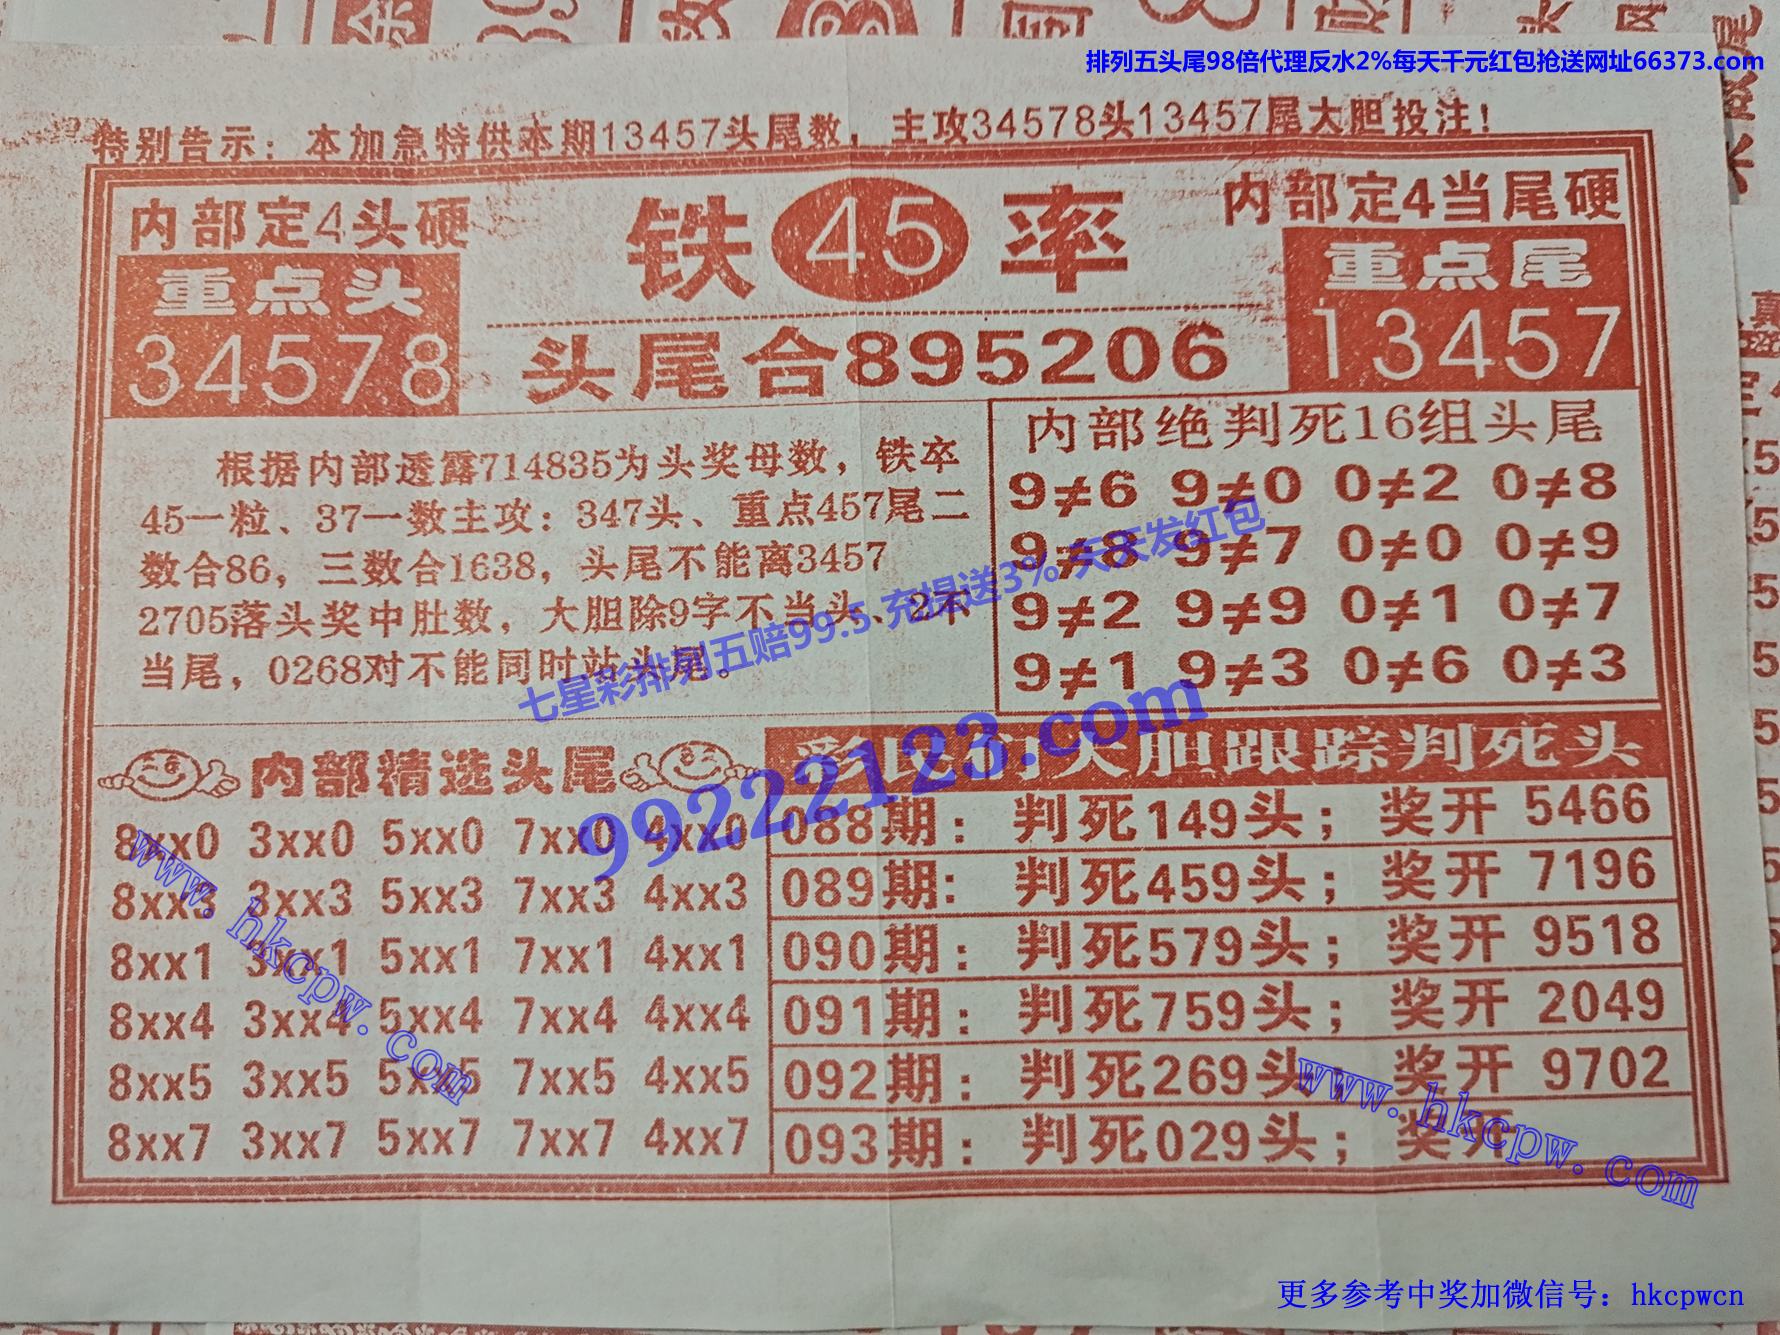 排列五头尾98倍代理反水2%每天千元红包抢送网址66373.com
特别告示：本加急特供本期13457头尾数，主攻34578头13457尾大胆投注！
内部定4头硬
重点头
34578
铁45率
头尾合895206
内部定4当尾硬
重点尾
13457
根据内部透露714835为头奖母数，铁卒
45一粒、37一数主攻：347头、重点457尾二
数合86，三数合1638，头尾不能离3457
2705落头奖中肚数，大胆除9字不当头、2不
当尾，0268对不能同时站头尾。
内部绝判死16组头尾
9≠6 9≠0 0≠2 0≠8
9≠8 9≠7 0≠0 0≠9
9≠2 9≠9 0≠1 0≠7
9≠1 9≠3 0≠6 0≠3
七星彩排列五赔99.5 充提送3% 天天发红包
99222123.com
内部精选头尾
8xx0 3xx0 5xx0 7xx0 4xx0
8xx3 3xx3 5xx3 7xx3 4xx3
8xx1 3xx1 5xx1 7xx1 4xx1
8xx4 3xx4 5xx4 7xx4 4xx4
8xx5 3xx5 5xx5 7xx5 4xx5
8xx7 3xx7 5xx7 7xx7 4xx7
www.hkcpw.com
彩民们大胆跟踪判死头
088期：判死149头；奖开 5466
089期：判死459头；奖开 7196
090期：判死579头；奖开 9518
091期：判死759头；奖开 2049
092期：判死269头；奖开 9702
093期：判死029头；奖开
www.hkcpw.com
更多参考中奖加微信号：hkcpwcn